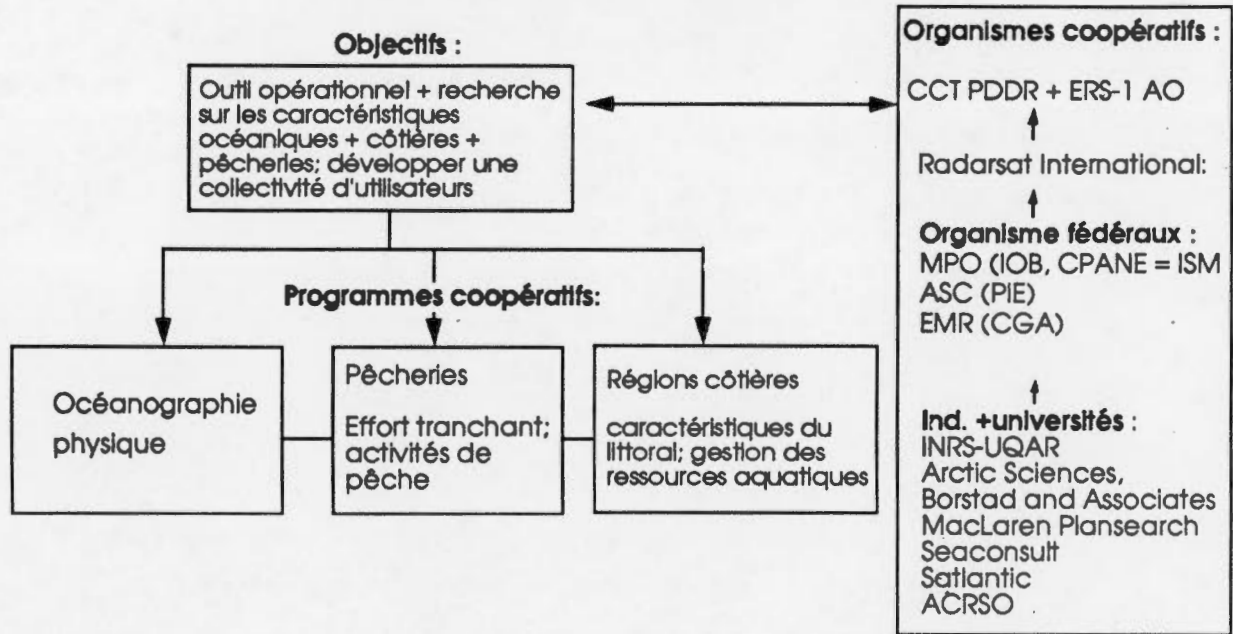 Objectifs :
Outil opérationnel + recherche
sur les caractéristiques
océaniques + côtières +
pêcheries; développer une
collectivité d'utilisateurs
Programmes coopératifs:
Océanographie
physique
Pêcheries
Effort tranchant;
activités de
pêche
Régions côtières
caractéristiques du
littoral; gestion des
ressources aquatiques
Organismes coopératifs :
CCT PDDR + ERS-1 AO
Radarsat International:
Organisme fédéraux :
MPO (IOB, CPANE = ISM
ASC (PIE)
EMR (CGA)
Ind. +universités :
INRS-UQAR
Arctic Sciences,
Borstad and Associates
MacLaren Plansearch
Seaconsult
Satlantic
ACRSO